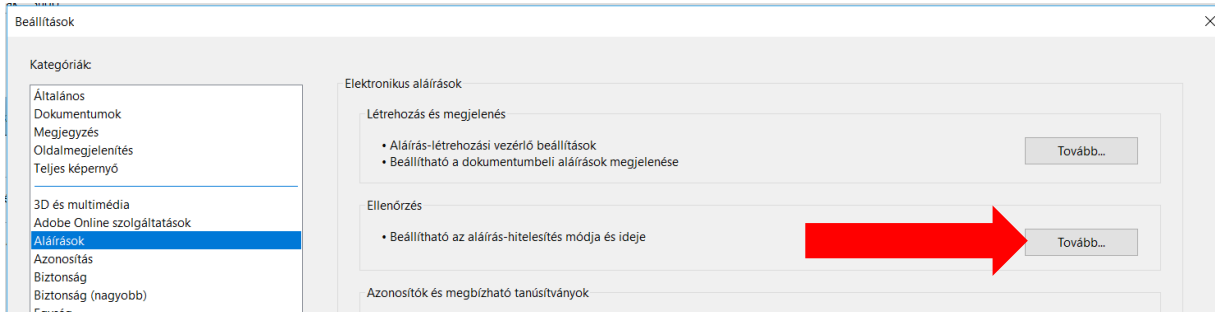 Beállítások
Kategóriák:
Általános
Dokumentumok
Megjegyzés
Oldalmegjelenítés
Teljes képernyő
3D és multimédia
Adobe Online szolgáltatások
Aláírások
Azonosítás
Biztonság
Biztonság (nagyobb)
Elektronikus aláírások
Létrehozás és megjelenés
• Aláírás-létrehozási vezérlő beállítások
• Beállítható a dokumentumbeli aláírások megjelenése
Tovább...
Ellenőrzés
• Beállítható az aláírás-hitelesítés módja és ideje
Tovább...
Azonosítók és megbízható tanúsítványok